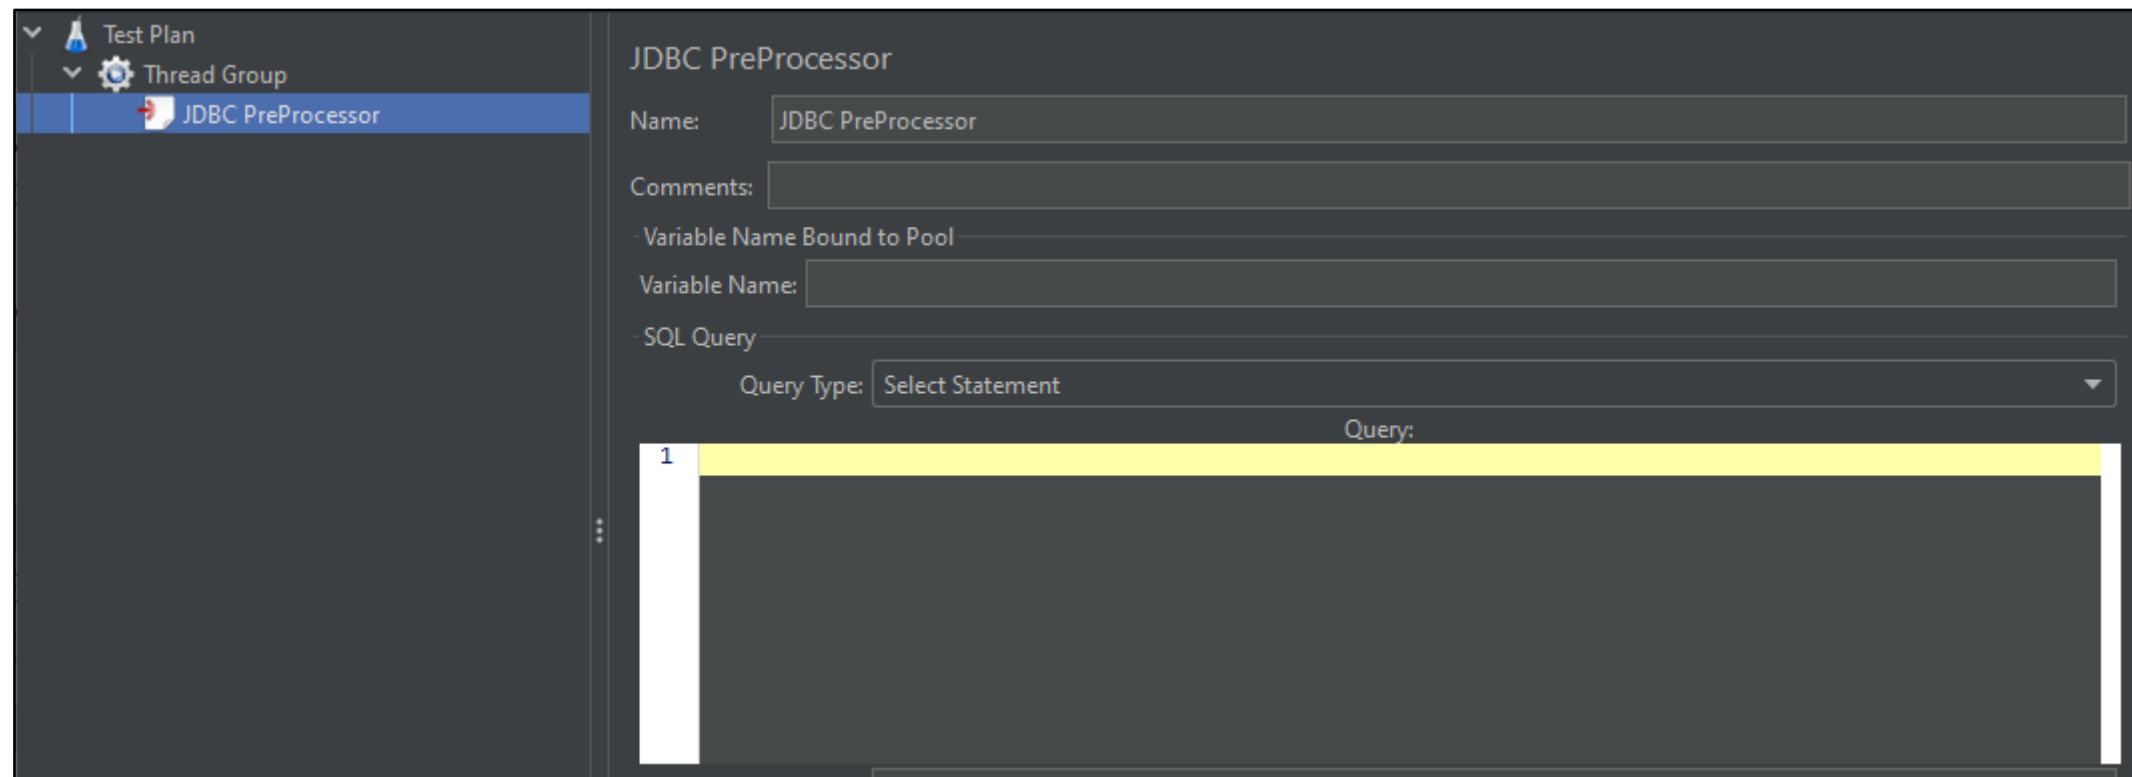 Test Plan
Thread Group
JDBC PreProcessor
JDBC PreProcessor
Name: JDBC PreProcessor
Comments:
Variable Name Bound to Pool
Variable Name:
SQL Query
Query Type: Select Statement
Query:
1